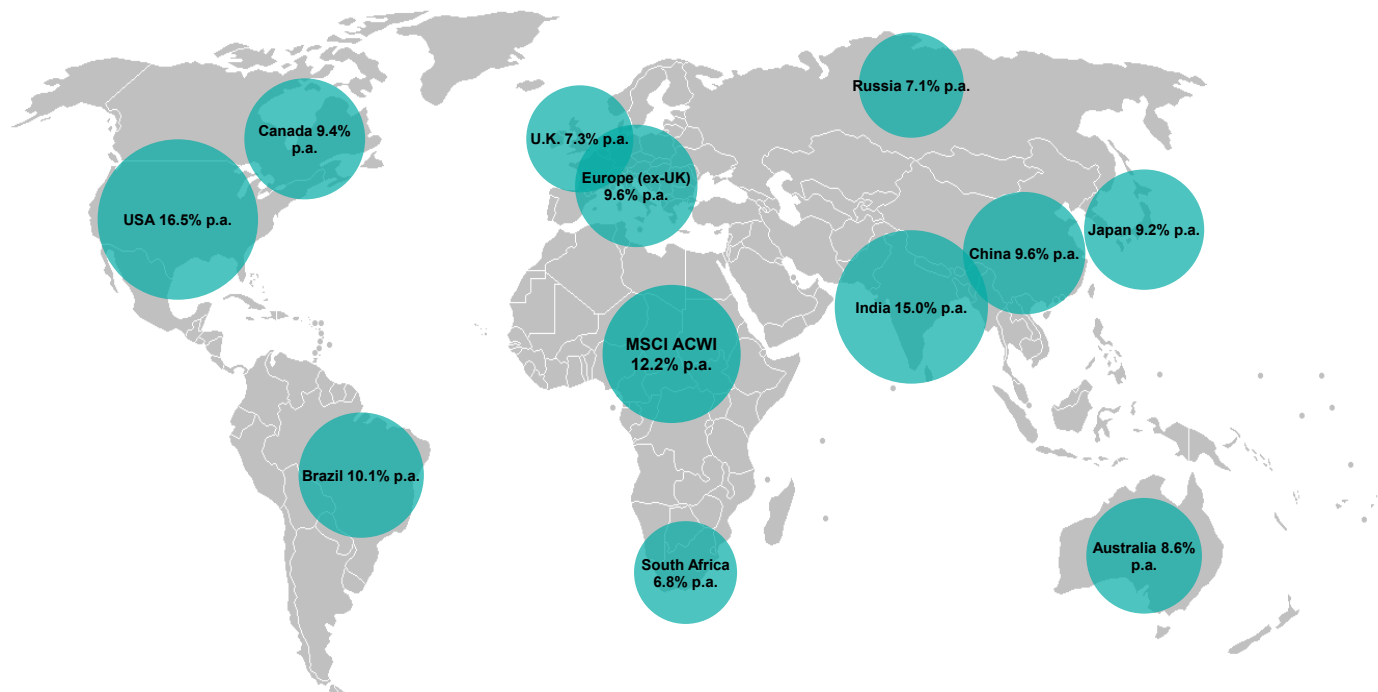 Russia 7.1% p.a.
Canada 9.4%
p.a.
U.K. 7.3% p.a.
Europe (ex-UK)
9.6% p.a.
USA 16.5% p.a.
Japan 9.2% p.a.
China 9.6% p.a.
India 15.0% p.a.
MSCI ACWI
12.2% p.a.
Brazil 10.1% p.a.
Australia 8.6%
p.a.
South Africa
6.8% p.a.